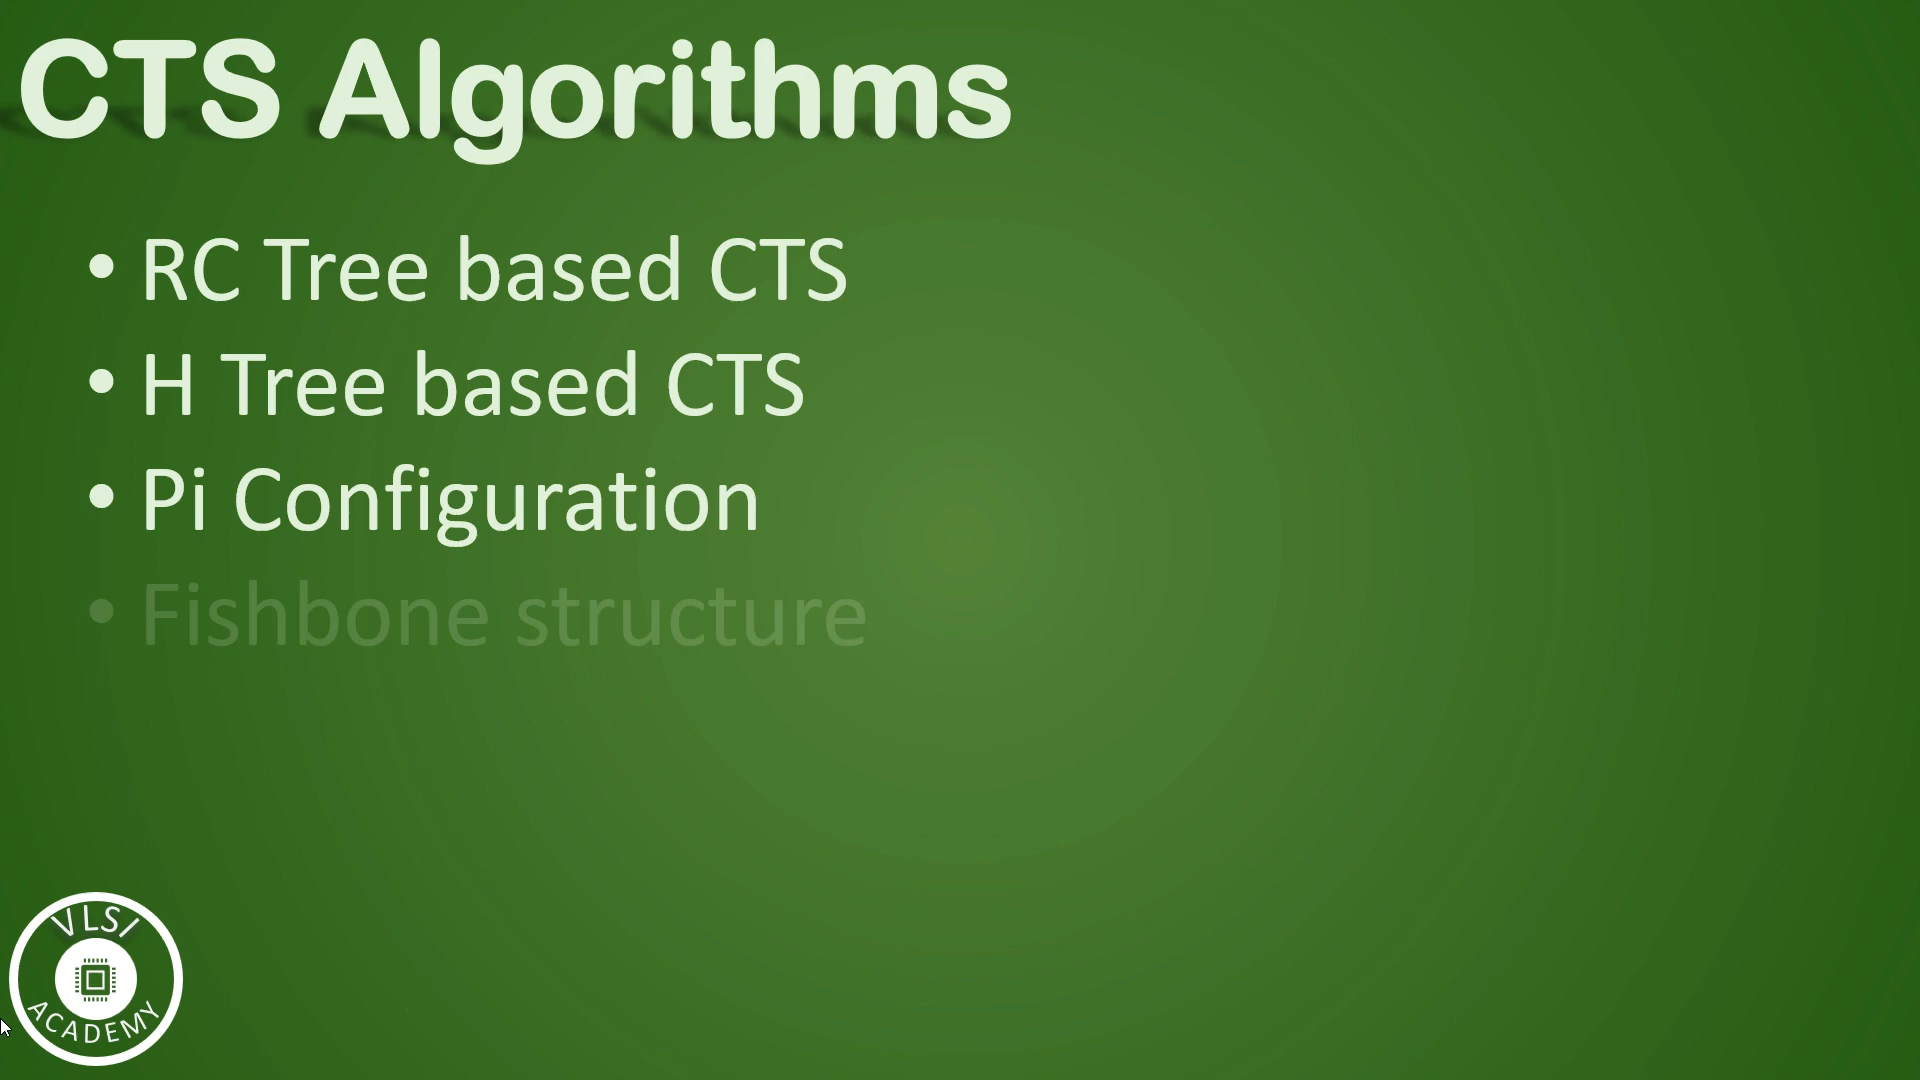 CTS Algorithms
• RC Tree based CTS
• H Tree based CTS
• Pi Configuration
• Fishbone structure
VLSI
ACADEMY